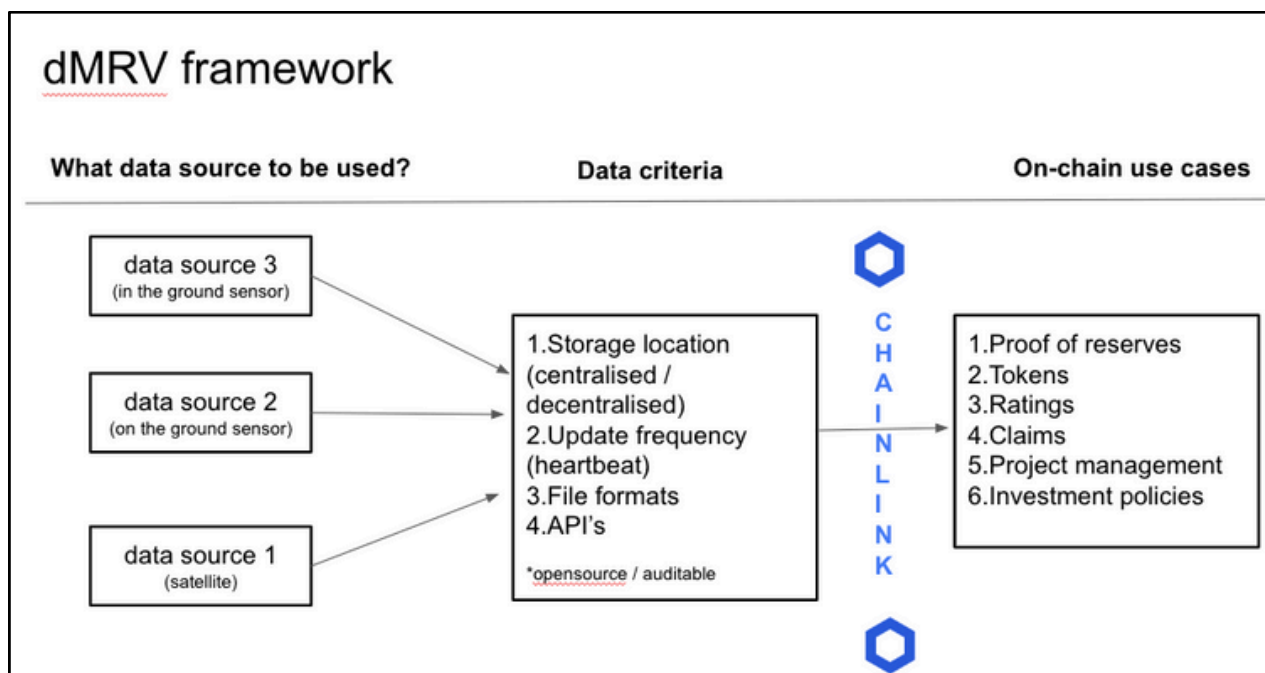 dMRV framework
What data source to be used?
Data criteria
On-chain use cases
data source 3
(in the ground sensor)
data source 2
(on the ground sensor)
data source 1
(satellite)
1.Storage location
(centralised /
decentralised)
2.Update frequency
(heartbeat)
3.File formats
4.API's
*opensource / auditable
C
H
A
I
N
L
I
N
K
1.Proof of reserves
2.Tokens
3.Ratings
4.Claims
5.Project management
6.Investment policies